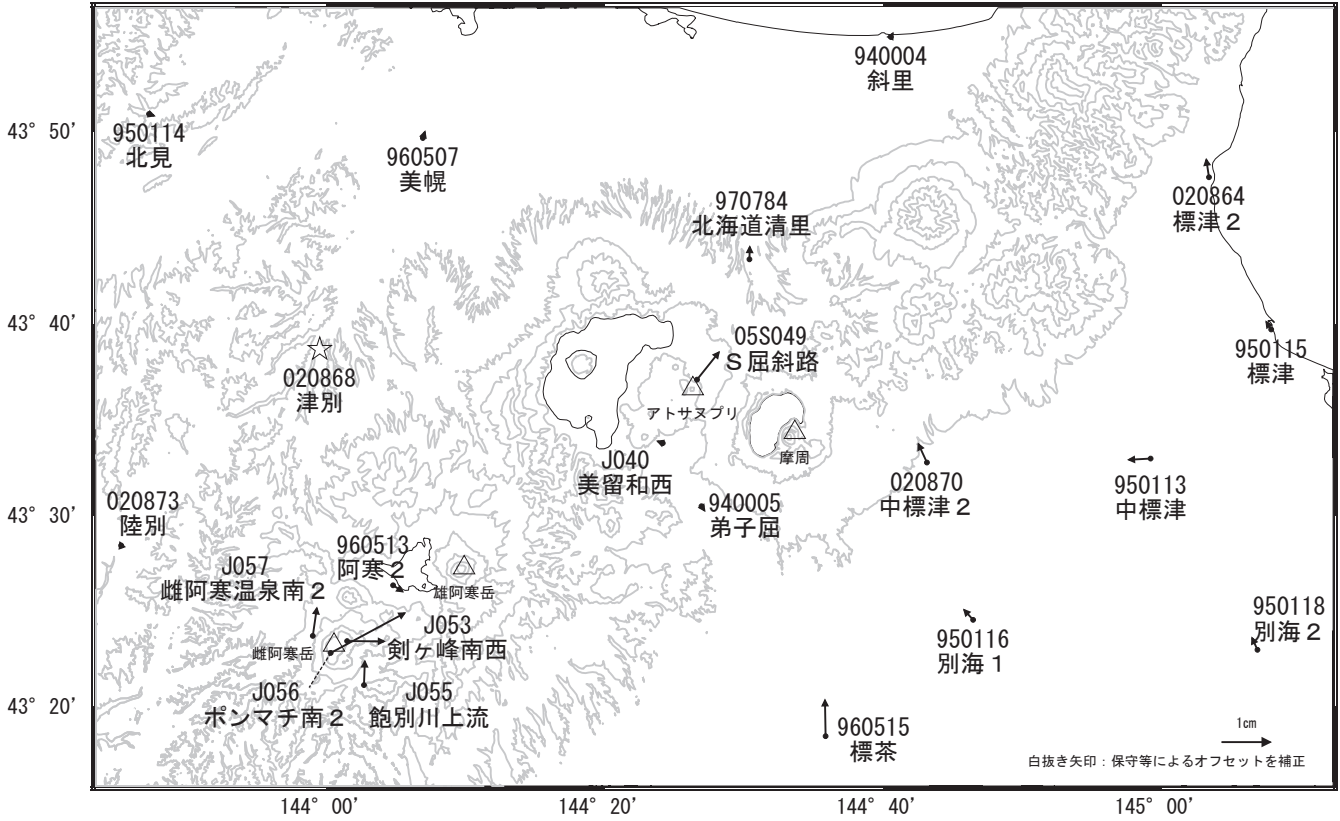 940004
斜里
43° 50'
950114
北見
960507
美幌
970784
北海道清里
020864
標津２
43° 40'
05S049
Ｓ屈斜路
950115
標津
020868
津別
アトサヌプリ
摩周
J040
美留和西
020870
中標津２
950113
中標津
020873
陸別
43° 30'
940005
弟子屈
960513
阿寒２
J057
雌阿寒温泉南２
雄阿寒岳
J053
剣ヶ峰南西
雌阿寒岳
950116
別海１
950118
別海２
J056
ポンマチ南２
J055
飽別川上流
43° 20'
960515
標茶
1cm
白抜き矢印：保守等によるオフセットを補正
144° 00'
144° 20'
144° 40'
145° 00'